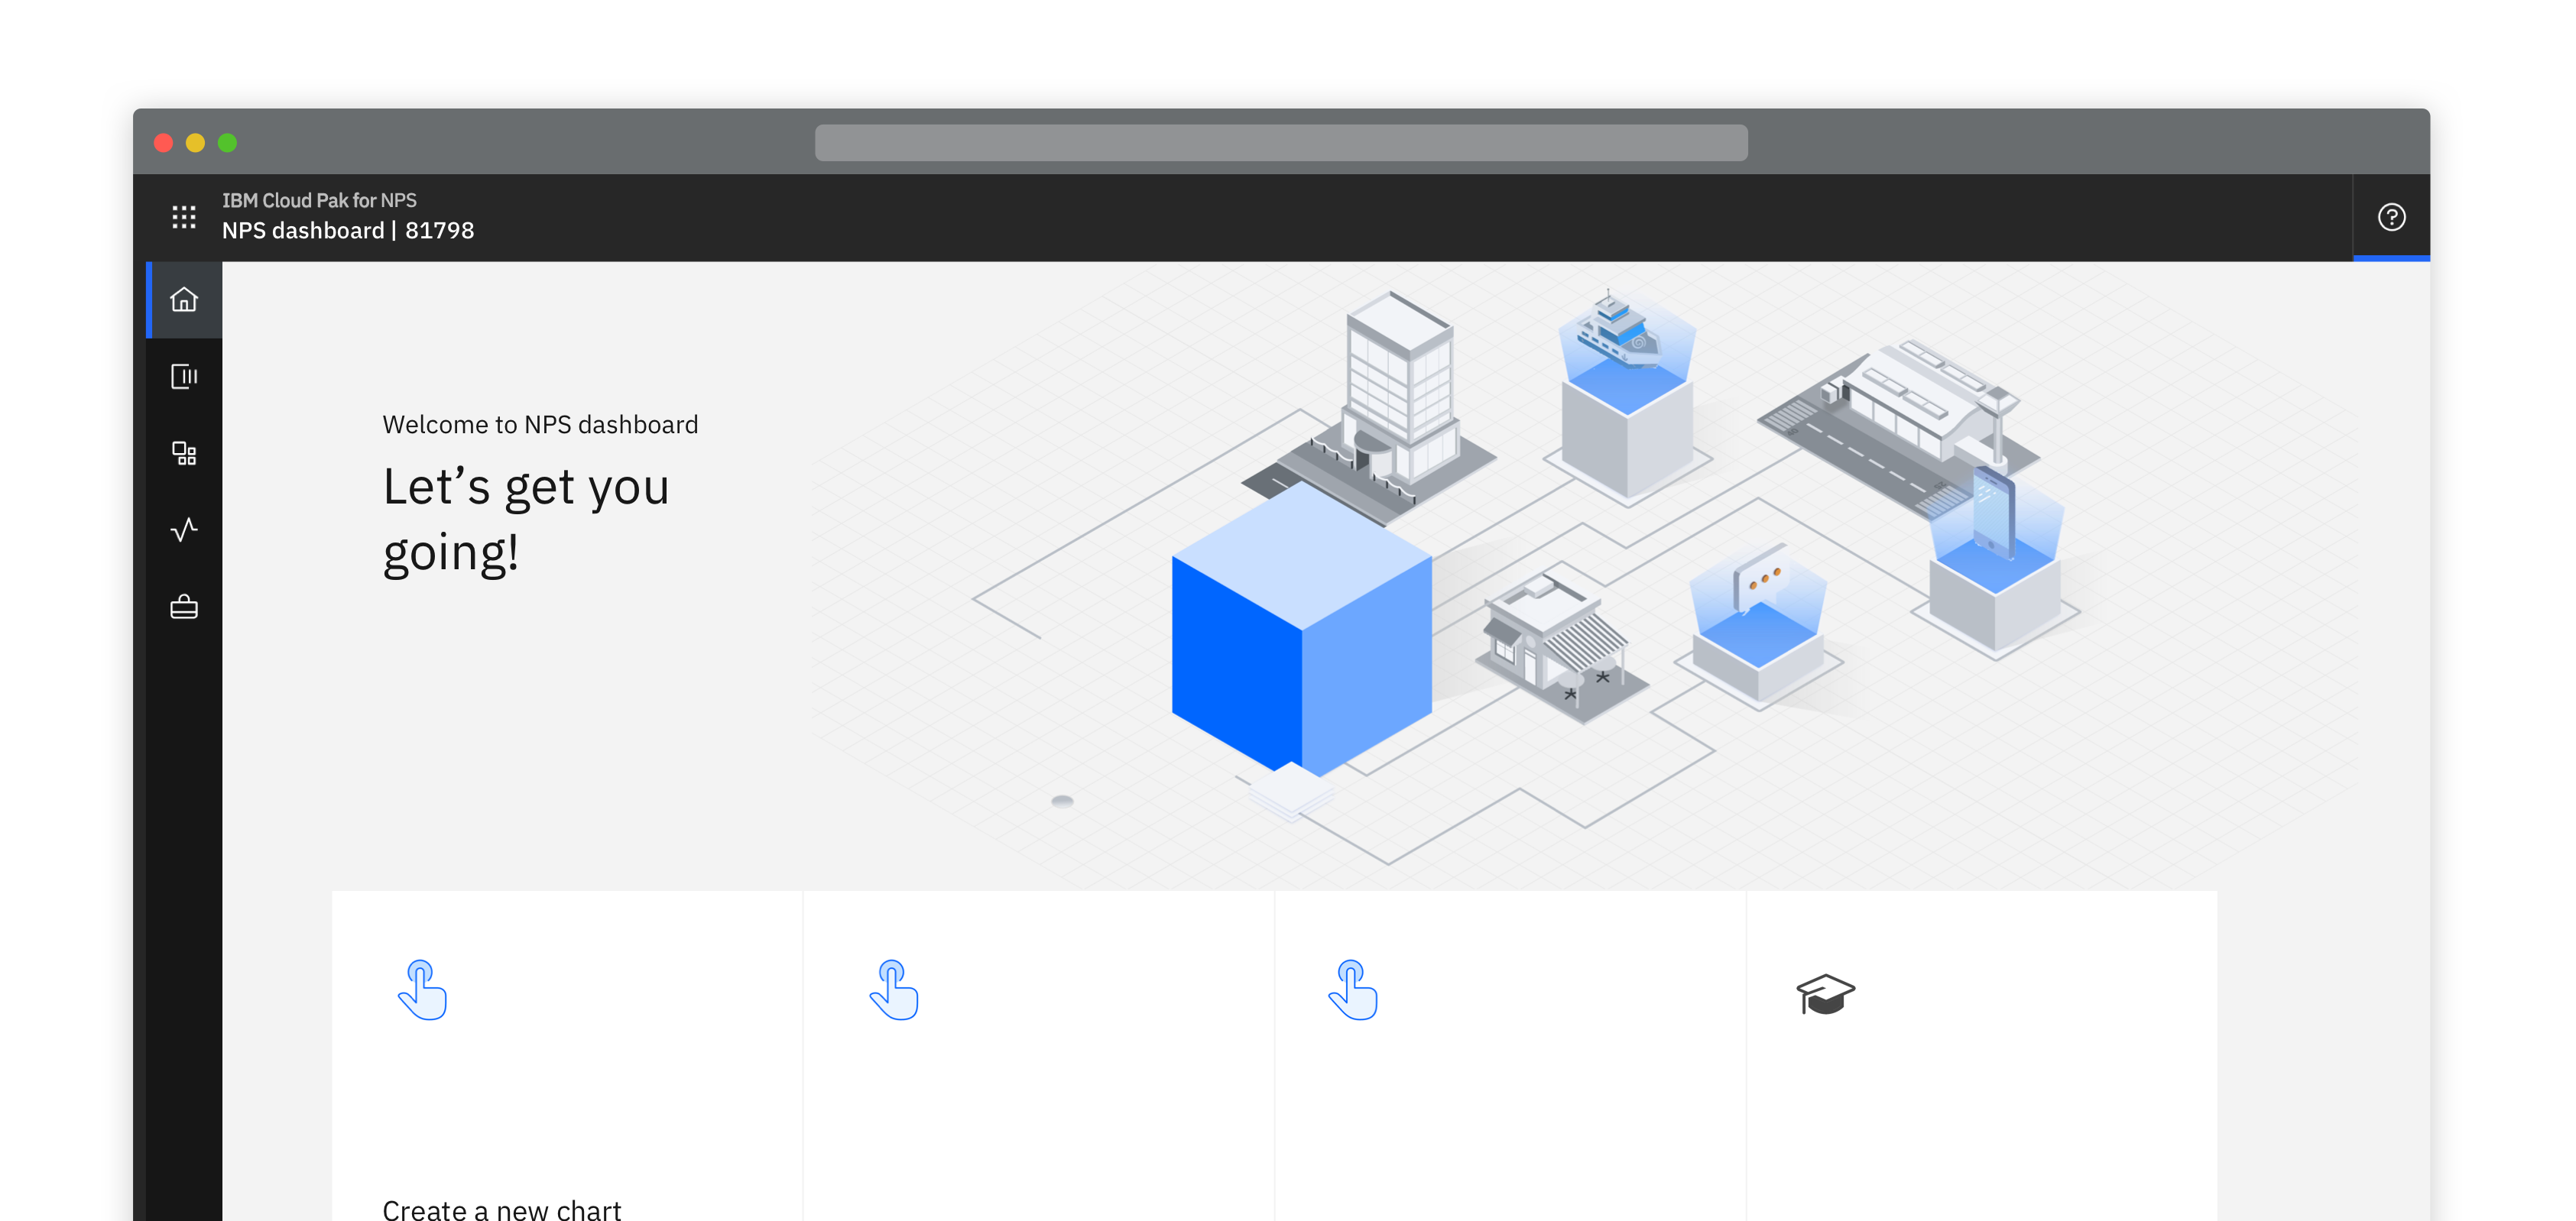 IBM Cloud Pak for NPS
NPS dashboard | 81798
Welcome to NPS dashboard
Let’s get you
going!
Create a new chart